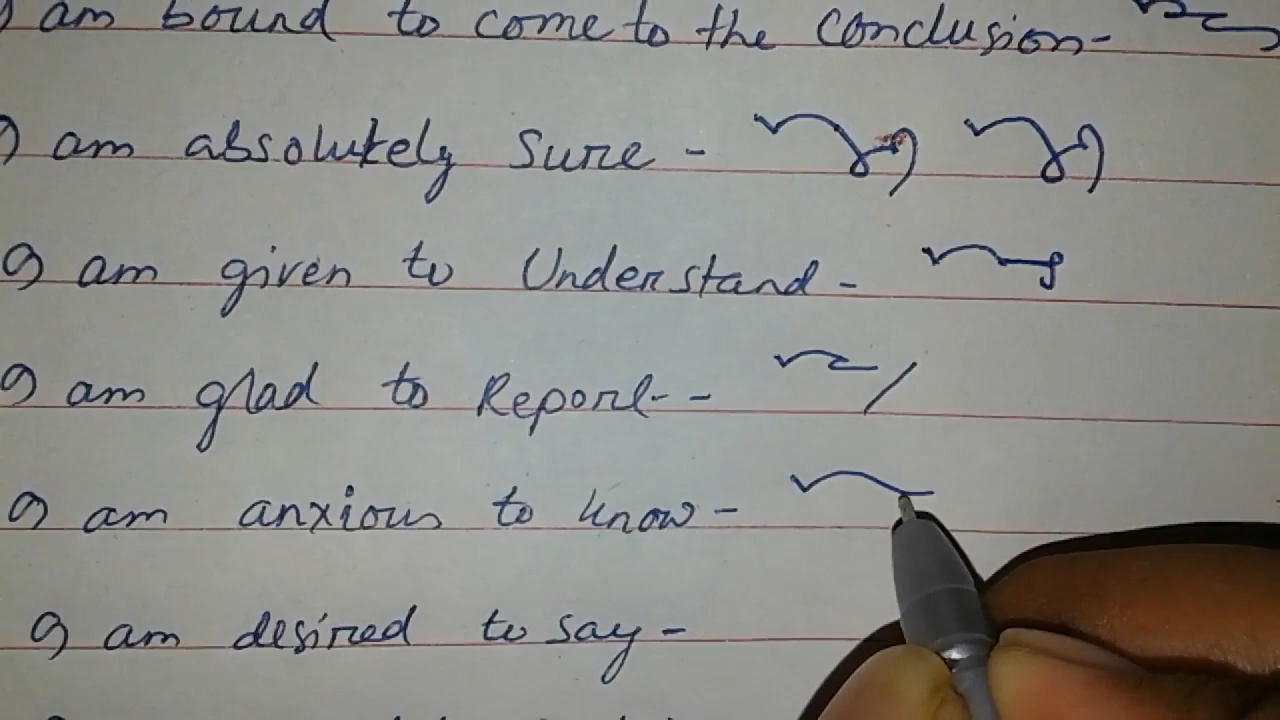 I am bound to come to the conclusion-
I am absolutely sure -
I am given to Understand -
I am glad to Report--
I am anxious to know -
I am desired to say -